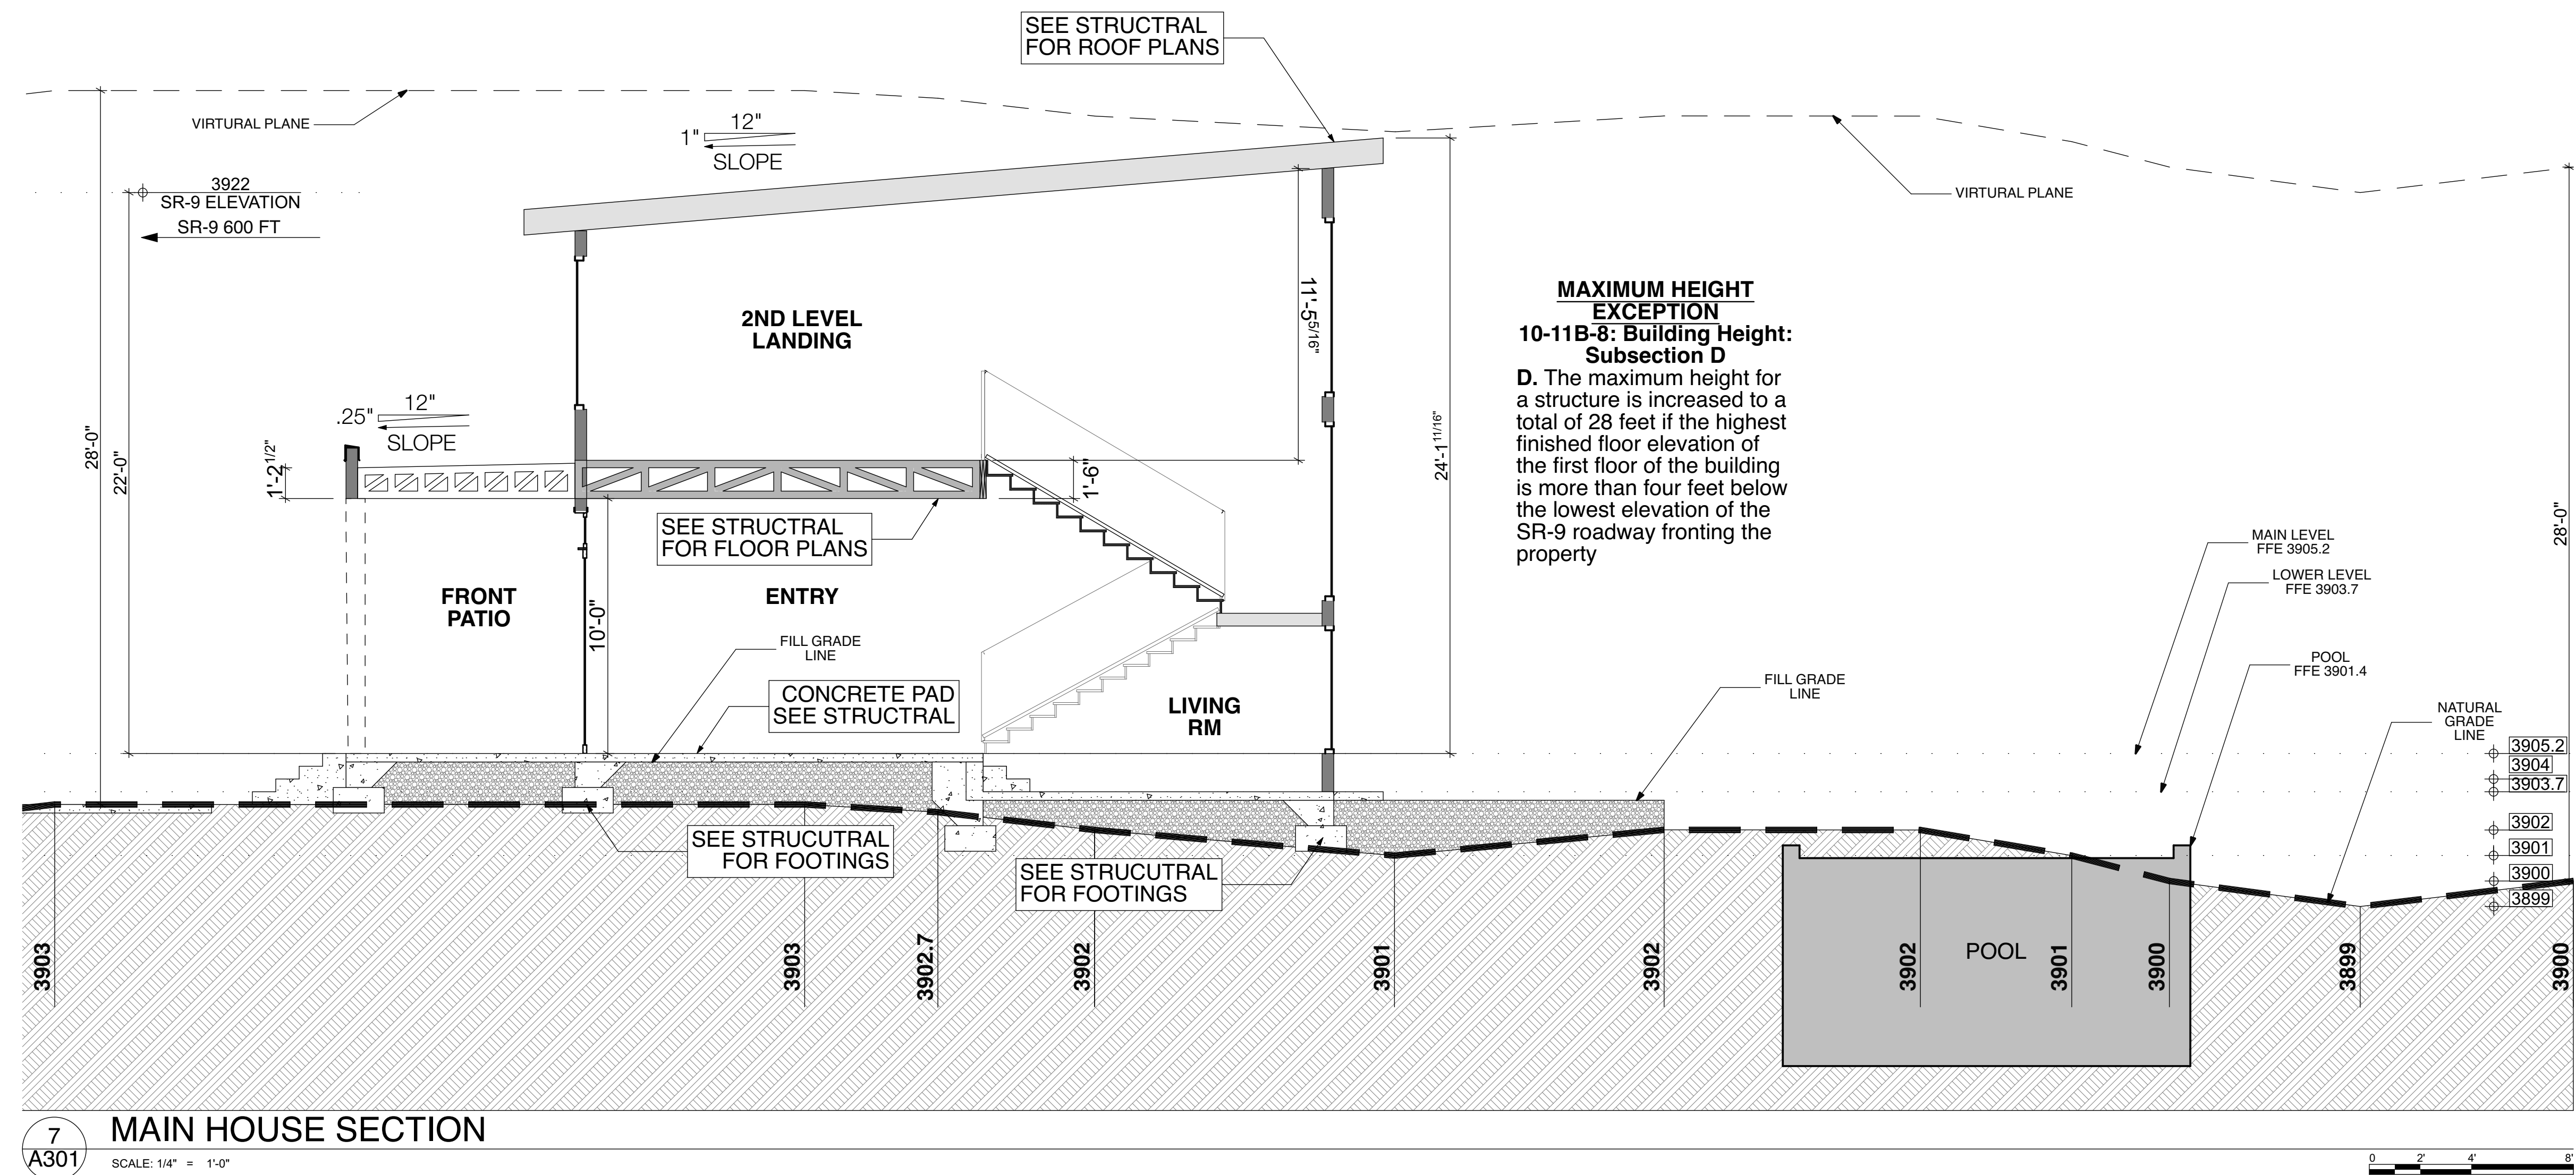 SEE STRUCTRAL
FOR ROOF PLANS
VIRTURAL PLANE
12"
1"
SLOPE
3922
SR-9 ELEVATION
SR-9 600 FT
VIRTURAL PLANE
28'-0"
22'-0"
2ND LEVEL
LANDING
11'-5 5/16"
24'-1 11/16"
MAXIMUM HEIGHT
EXCEPTION
10-11B-8: Building Height:
Subsection D
D. The maximum height for
a structure is increased to a
total of 28 feet if the highest
finished floor elevation of
the first floor of the building
is more than four feet below
the lowest elevation of the
SR-9 roadway fronting the
property
28'-0"
12"
.25"
SLOPE
1'-2 1/2"
1'-6"
SEE STRUCTRAL
FOR FLOOR PLANS
FRONT
PATIO
10'-0"
ENTRY
FILL GRADE
LINE
CONCRETE PAD
SEE STRUCTRAL
LIVING
RM
FILL GRADE
LINE
MAIN LEVEL
FFE 3905.2
LOWER LEVEL
FFE 3903.7
POOL
FFE 3901.4
NATURAL
GRADE
LINE
3905.2
3904
3903.7
3902
3901
3900
3899
SEE STRUCUTRAL
FOR FOOTINGS
SEE STRUCUTRAL
FOR FOOTINGS
3903
3903
3902.7
3902
3901
3902
3902
POOL
3901
3900
3899
3900
7
A301
MAIN HOUSE SECTION
SCALE: 1/4" = 1'-0"
0 2' 4' 8'